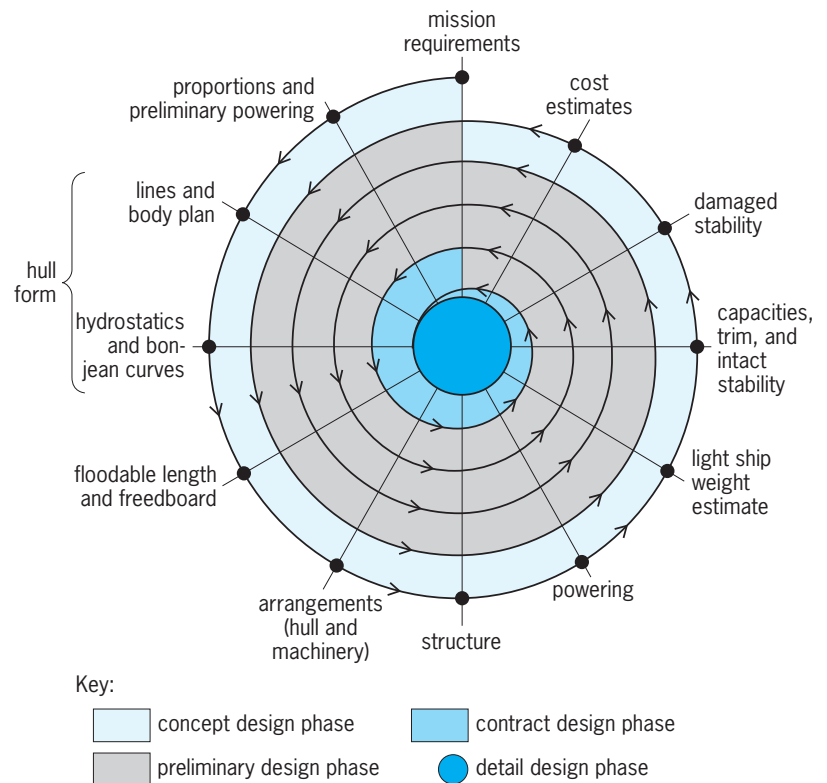 mission
requirements
cost
estimates
damaged
stability
capacities,
trim, and
intact
stability
light ship
weight
estimate
powering
structure
arrangements
(hull and
machinery)
floodable length
and freedboard
hydrostatics
and bon-
jean curves
hull
form
lines and
body plan
proportions and
preliminary powering
Key:
concept design phase
contract design phase
preliminary design phase
detail design phase